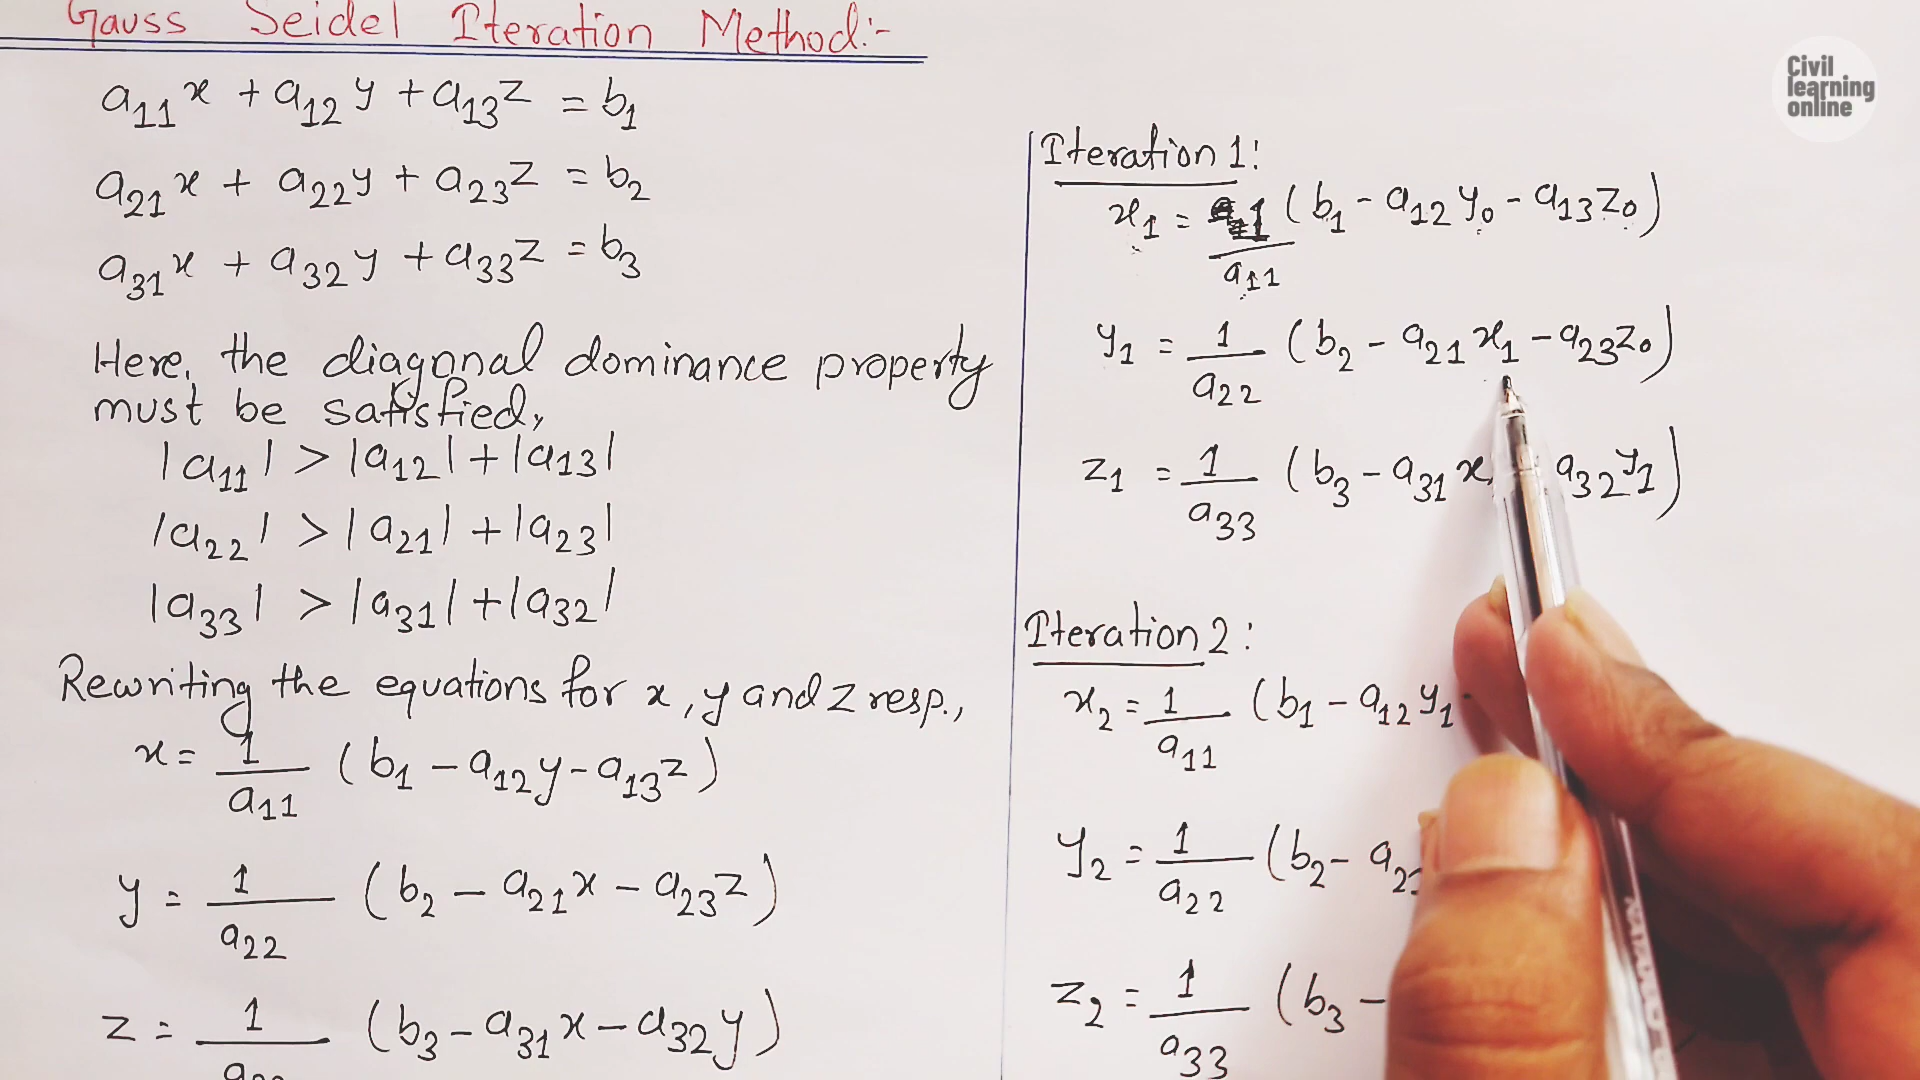 Gauss Seidel Iteration Method:-
a11x + a12y + a13z = b1
a21x + a22y + a23z = b2
a31x + a32y + a33z = b3
Here, the diagonal dominance property
must be satisfied,
|a11| > |a12| + |a13|
|a22| > |a21| + |a23|
|a33| > |a31| + |a32|
Rewriting the equations for x, y and z resp.,
x = 1/a11 (b1 - a12y - a13z)
y = 1/a22 (b2 - a21x - a23z)
z = 1/ (b3 - a31x - a32y)
Iteration 1:
x1 = 1/a11 (b1 - a12y0 - a13z0)
y1 = 1/a22 (b2 - a21x1 - a23z0)
z1 = 1/a33 (b3 - a31x a32y1)
Iteration 2:
x2 = 1/a11 (b1 - a12y1
y2 = 1/a22 (b2 - a21
z2 = 1/a33 (b3 -
Civil
learning
online